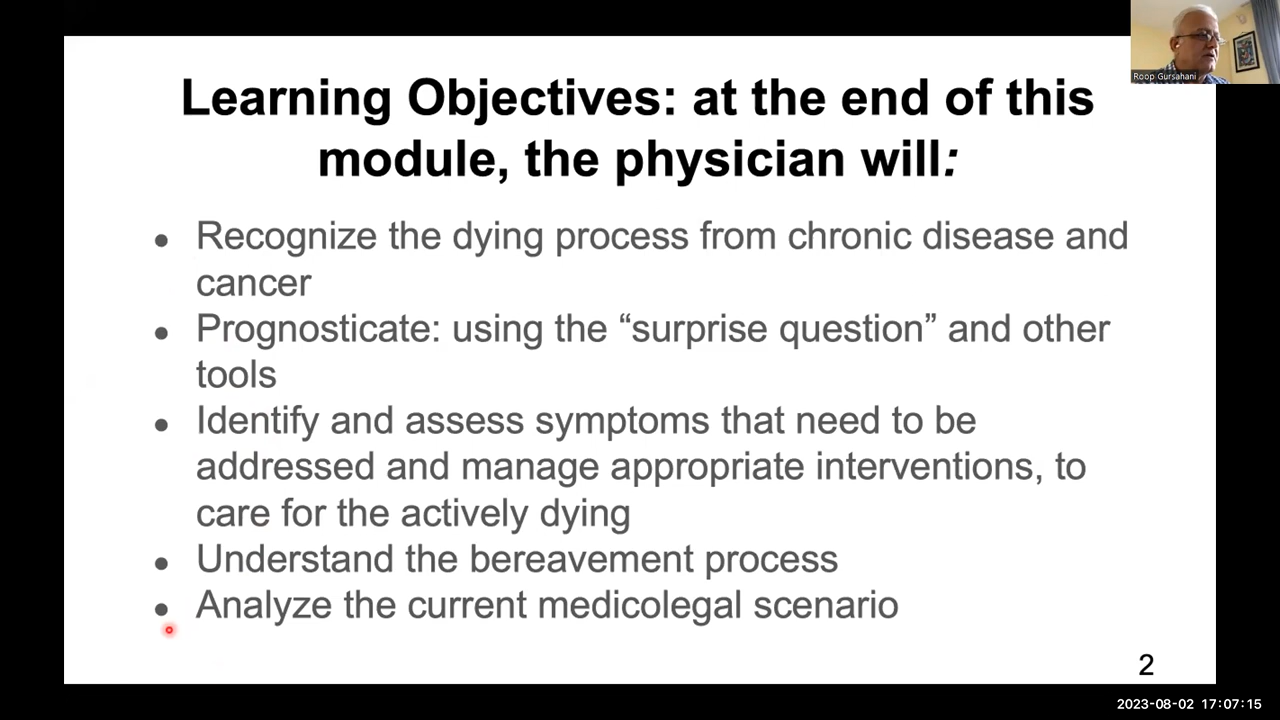 Roop Gursahani
Learning Objectives: at the end of this
module, the physician will:
● Recognize the dying process from chronic disease and
cancer
● Prognosticate: using the “surprise question” and other
tools
● Identify and assess symptoms that need to be
addressed and manage appropriate interventions, to
care for the actively dying
● Understand the bereavement process
● Analyze the current medicolegal scenario
2
2023-08-02 17:07:15